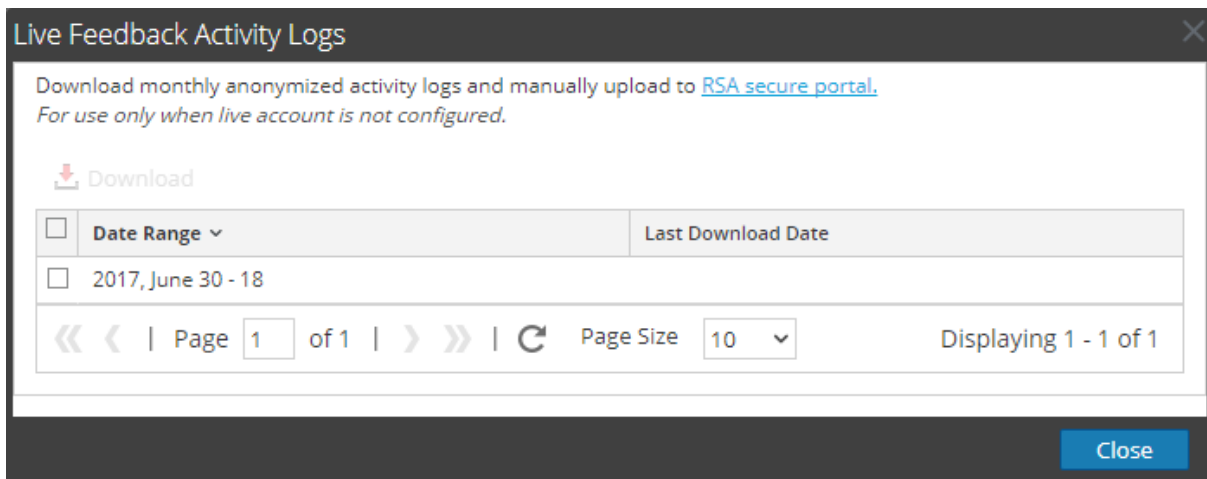 Live Feedback Activity Logs
Download monthly anonymized activity logs and manually upload to RSA secure portal.
For use only when live account is not configured.
Download
Date Range Last Download Date
2017, June 30 - 18
Page 1 of 1 Page Size 10 Displaying 1 - 1 of 1
Close